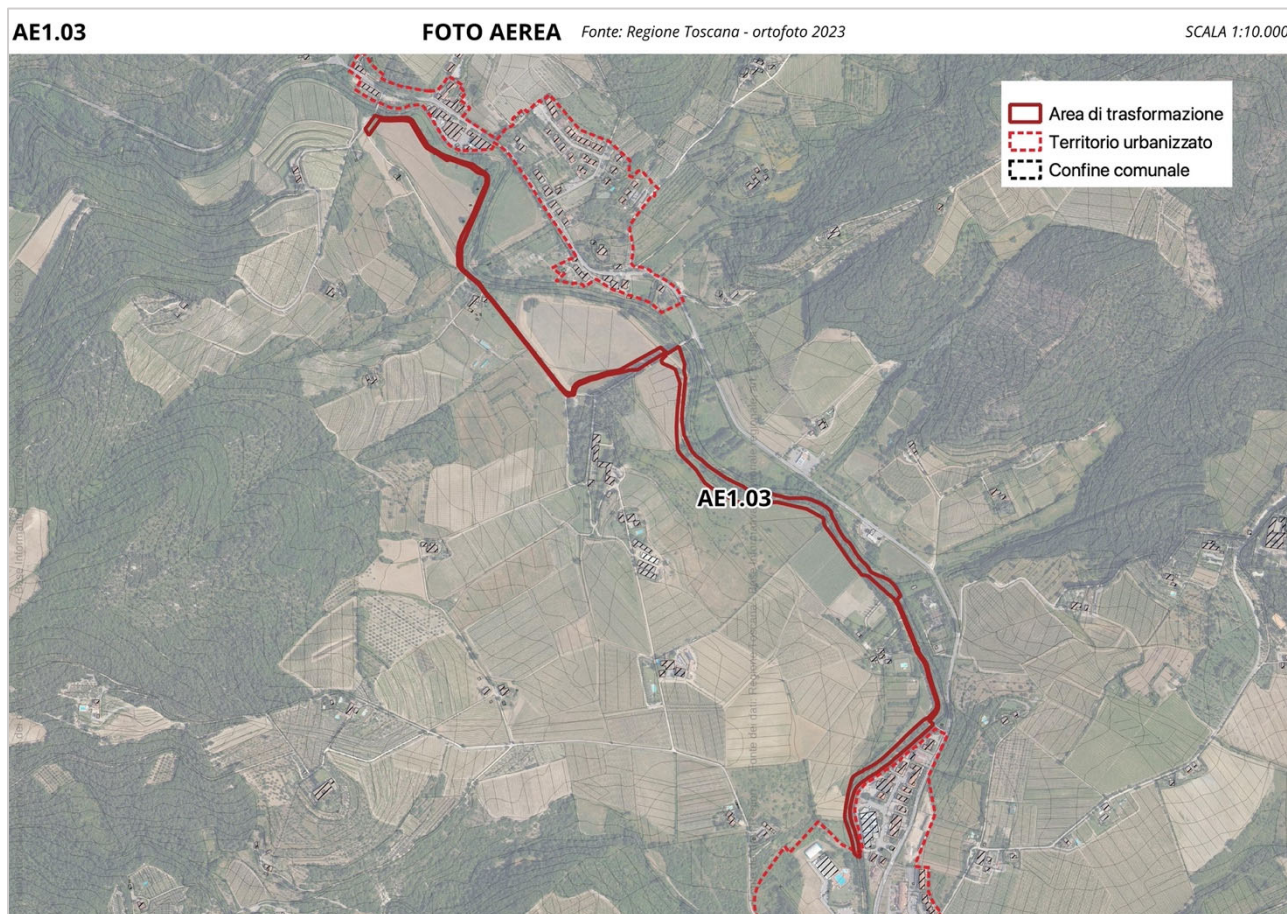 AE1.03
FOTO AEREA
Fonte: Regione Toscana - ortofoto 2023
SCALA 1:10.000
Area di trasformazione
Territorio urbanizzato
Confine comunale
AE1.03